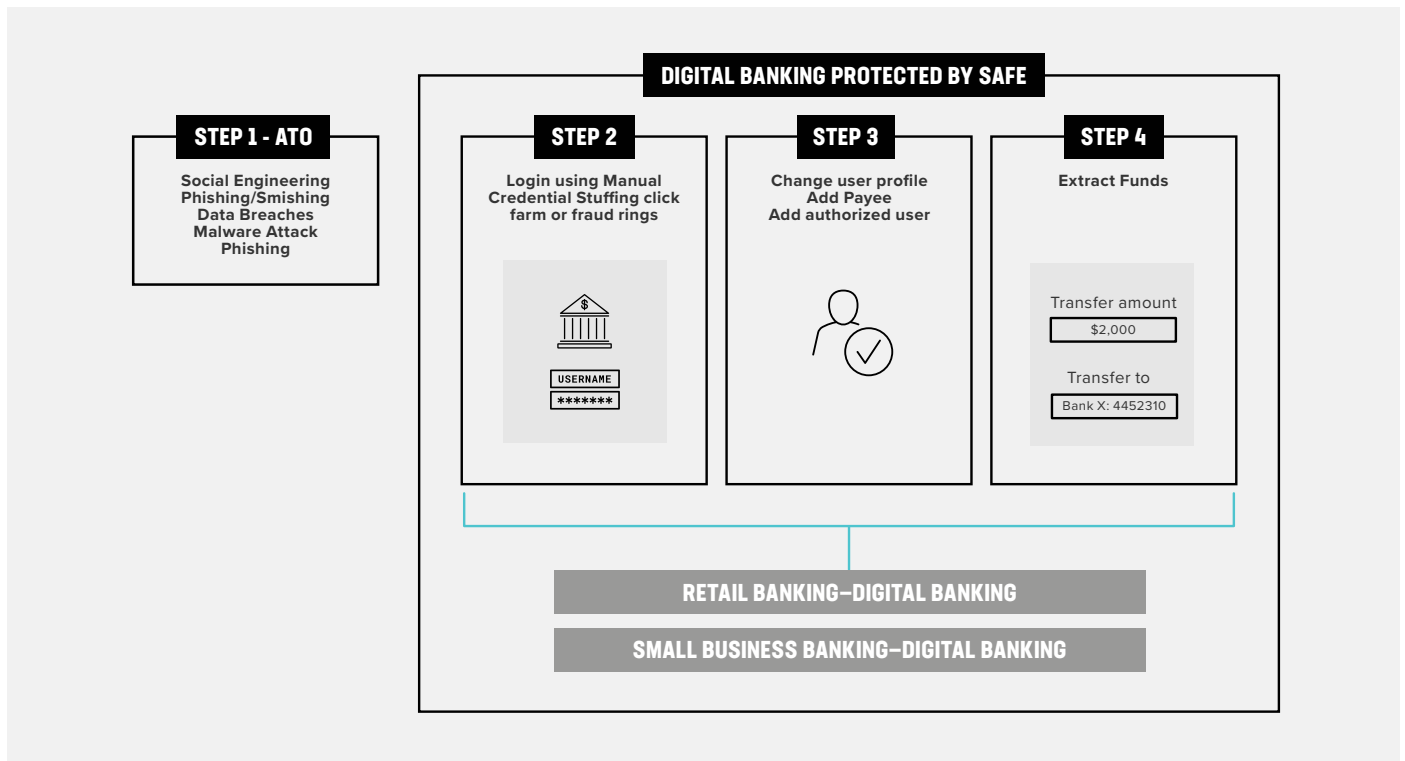 DIGITAL BANKING PROTECTED BY SAFE
STEP 1 - ATO
Social Engineering
Phishing/Smishing
Data Breaches
Malware Attack
Phishing
STEP 2
Login using Manual
Credential Stuffing click
farm or fraud rings
$
USERNAME
*******
STEP 3
Change user profile
Add Payee
Add authorized user
STEP 4
Extract Funds
Transfer amount
$2,000
Transfer to
Bank X: 4452310
RETAIL BANKING–DIGITAL BANKING
SMALL BUSINESS BANKING–DIGITAL BANKING